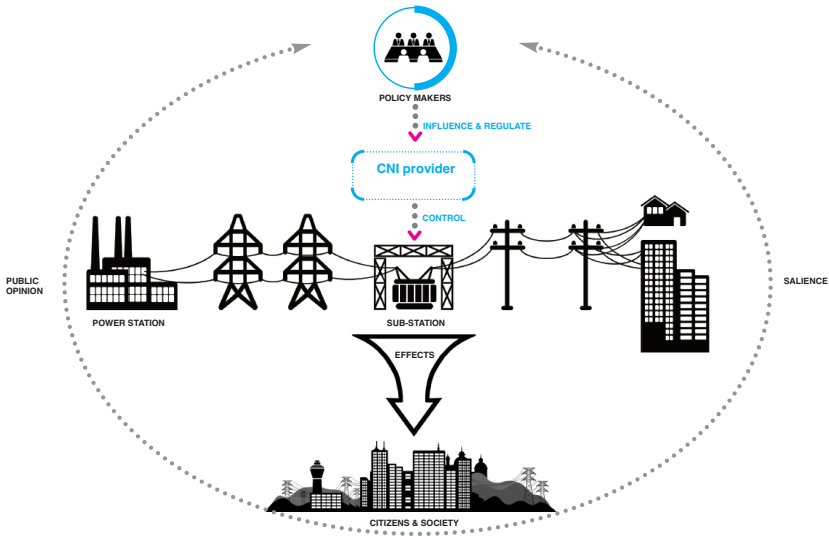 POLICY MAKERS
INFLUENCE & REGULATE
CNI provider
CONTROL
PUBLIC
OPINION
SALIENCE
POWER STATION
SUB-STATION
EFFECTS
CITIZENS & SOCIETY